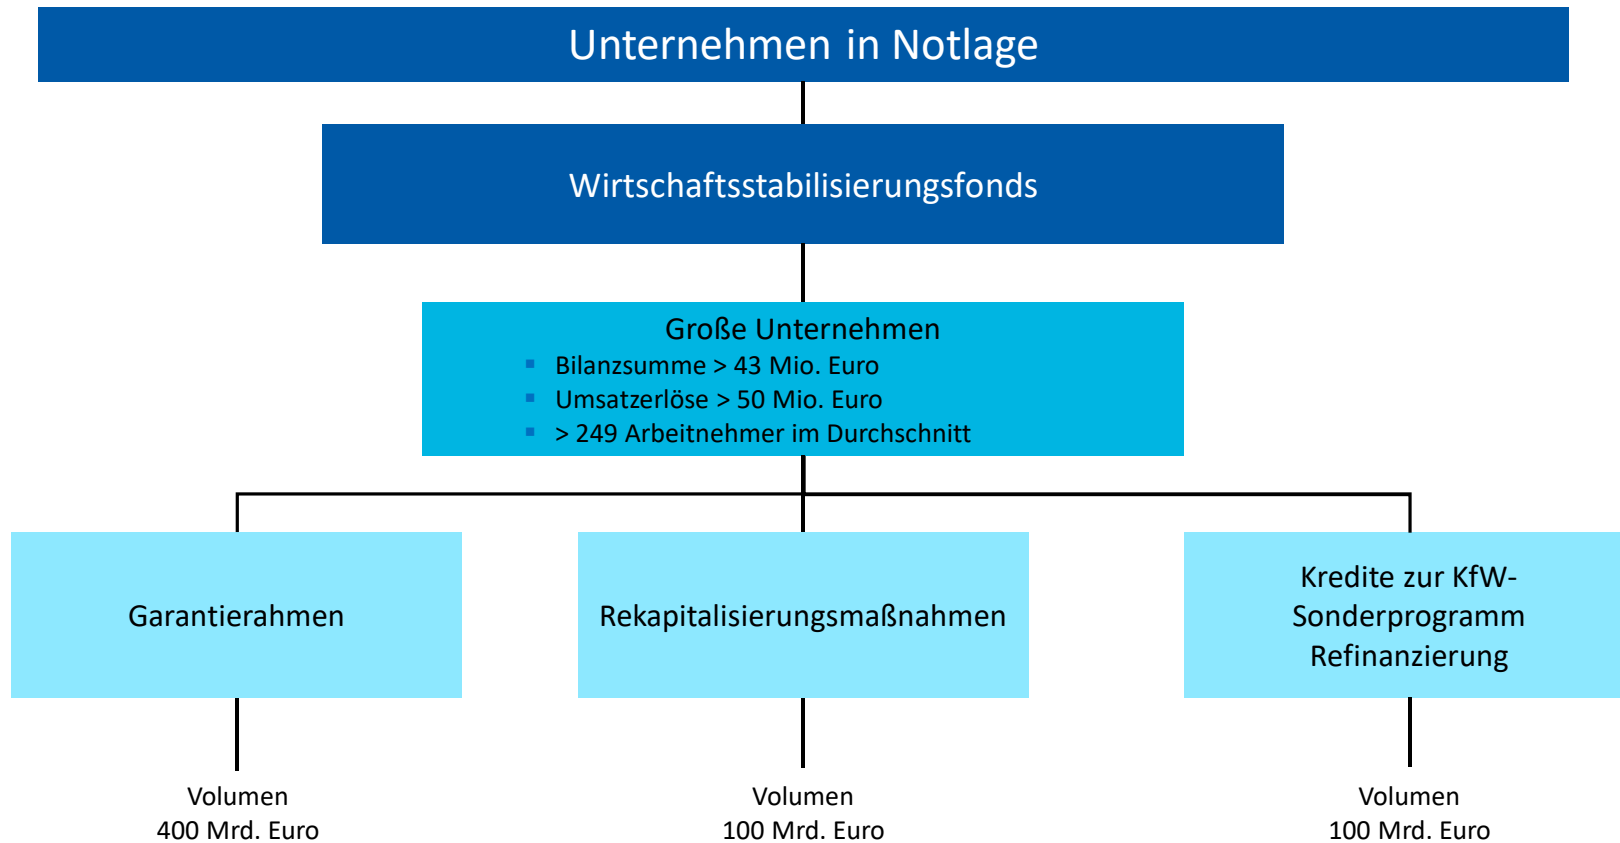 Unternehmen in Notlage
Wirtschaftsstabilisierungsfonds
Große Unternehmen
▪ Bilanzsumme > 43 Mio. Euro
▪ Umsatzerlöse > 50 Mio. Euro
▪ > 249 Arbeitnehmer im Durchschnitt
Garantierahmen
Rekapitalisierungsmaßnahmen
Kredite zur KfW-
Sonderprogramm
Refinanzierung
Volumen
400 Mrd. Euro
Volumen
100 Mrd. Euro
Volumen
100 Mrd. Euro